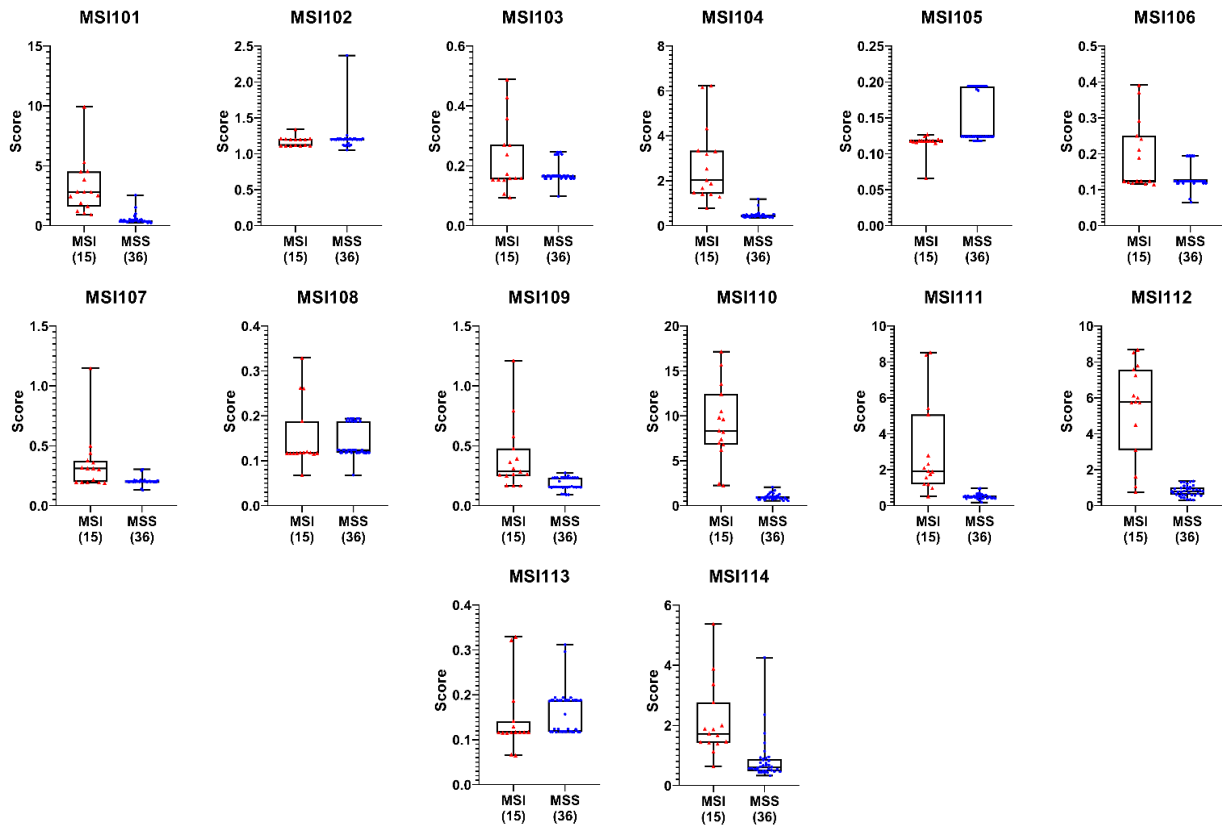 MSI101 MSI102 MSI103 MSI104 MSI105 MSI106
15 2.5 0.6 8 0.25 0.5
2.0 0.20 0.4
10 0.4 6 0.15 0.3
Score 1.5 Score Score Score Score Score
1.0 4 0.10 0.2
5 0.2 2 0.05 0.1
0.5
0 0.0 0.0 0 0.00 0.0
MSI MSS MSI MSS MSI MSS MSI MSS MSI MSS MSI MSS
(15) (36) (15) (36) (15) (36) (15) (36) (15) (36) (15) (36)
MSI107 MSI108 MSI109 MSI110 MSI111 MSI112
1.5 0.4 1.5 20 10 10
8 8
1.0 0.3 1.0 15 6 6
Score Score 0.2 Score Score 10 Score Score
4 4
0.5 0.1 0.5 5 2 2
0.0 0.0 0.0 0 0 0
MSI MSS MSI MSS MSI MSS MSI MSS MSI MSS MSI MSS
(15) (36) (15) (36) (15) (36) (15) (36) (15) (36) (15) (36)
MSI113 MSI114
0.4 6
0.3 4
Score 0.2 Score
0.1 2
0.0 0
MSI MSS MSI MSS
(15) (36) (15) (36)